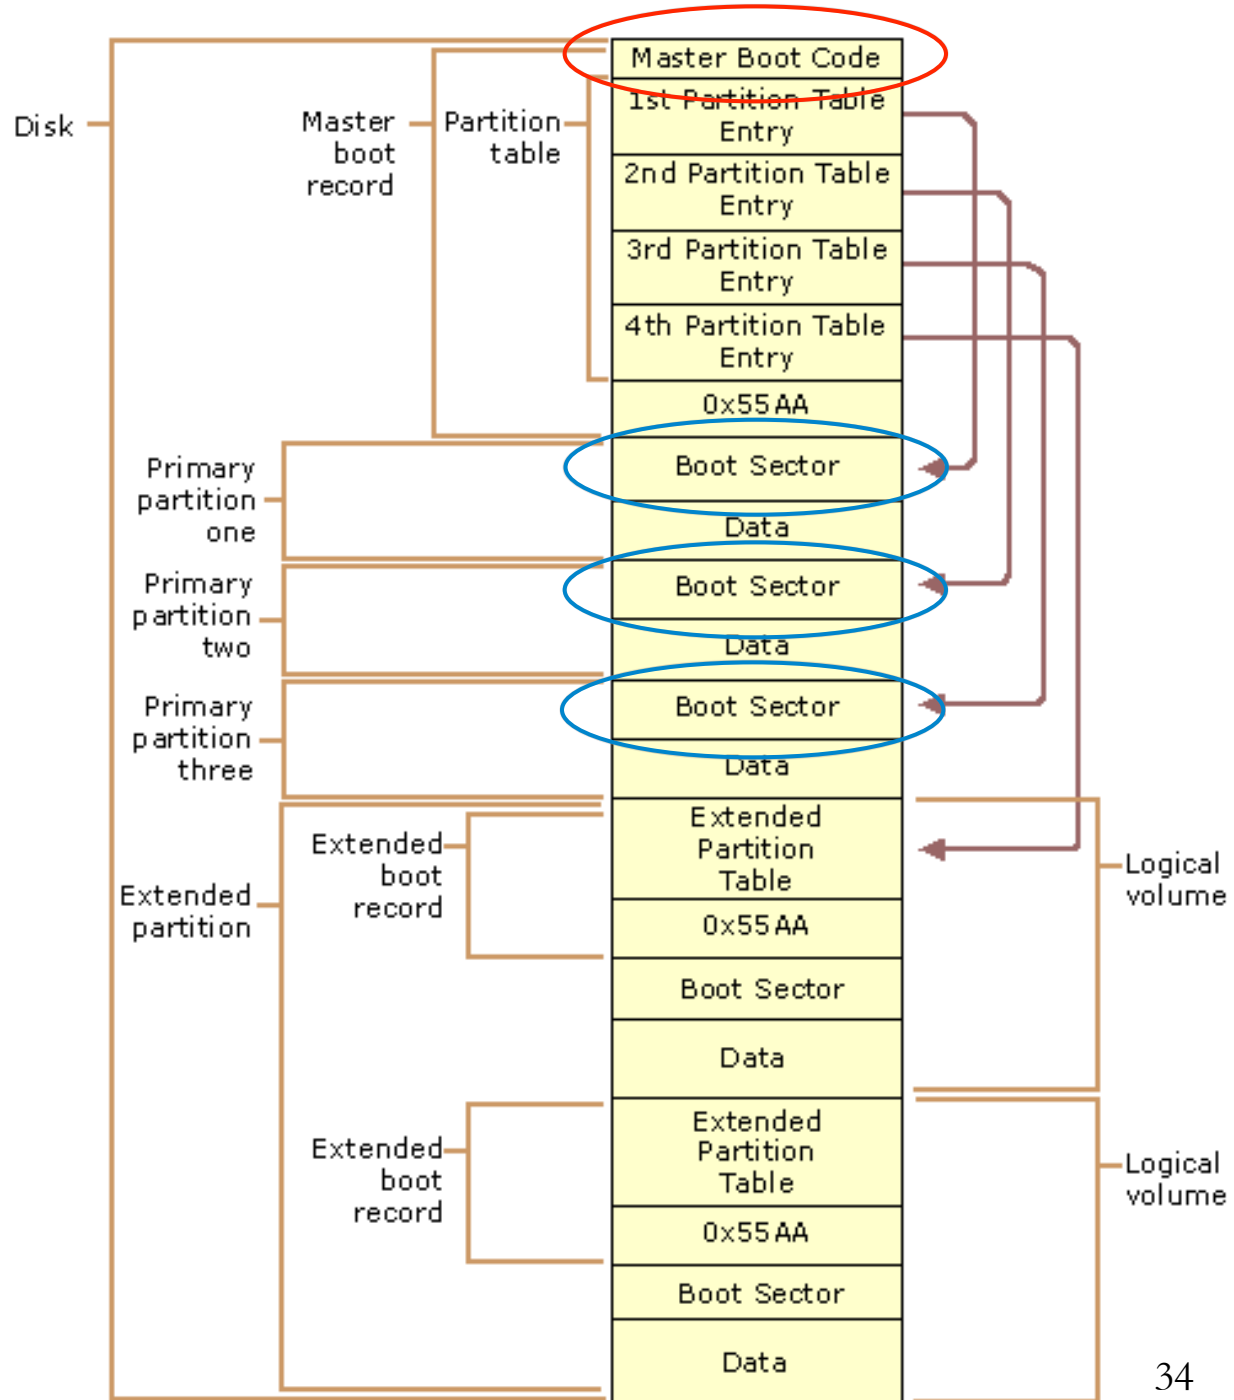 Master Boot Code
Disk
Master
boot
record
Partition
table
1st Partition Table
Entry
2nd Partition Table
Entry
3rd Partition Table
Entry
4th Partition Table
Entry
0x55AA
Primary
partition
one
Boot Sector
Data
Primary
partition
two
Boot Sector
Data
Primary
partition
three
Boot Sector
Data
Extended
partition
Extended
boot
record
Extended
Partition
Table
0x55AA
Boot Sector
Data
Logical
volume
Extended
boot
record
Extended
Partition
Table
0x55AA
Boot Sector
Data
Logical
volume
34